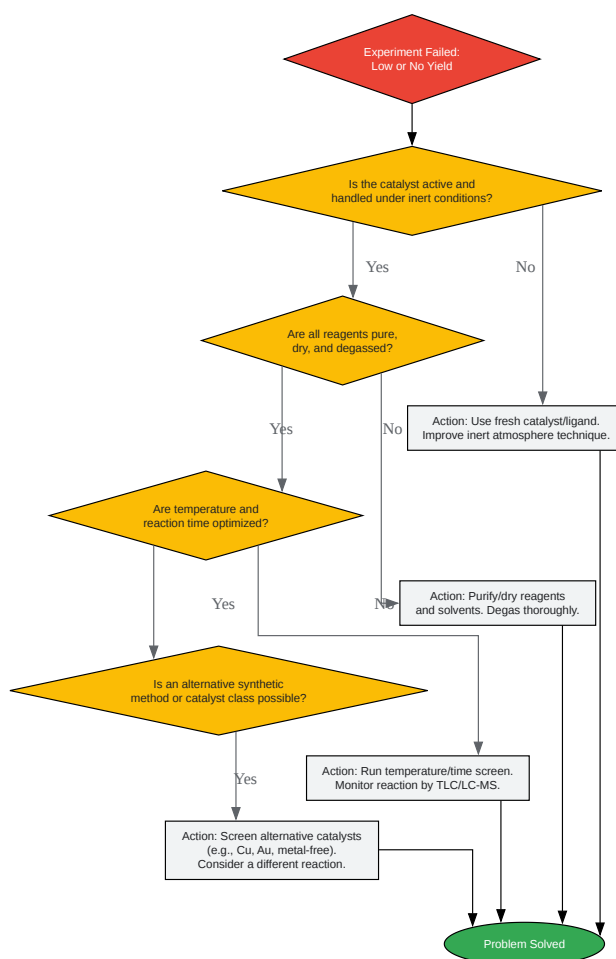 Experiment Failed:
Low or No Yield
Is the catalyst active and
handled under inert conditions?
Yes
No
Are all reagents pure,
dry, and degassed?
Action: Use fresh catalyst/ligand.
Improve inert atmosphere technique.
Yes
No
Are temperature and
reaction time optimized?
Action: Purify/dry reagents
and solvents. Degas thoroughly.
Yes
No
Is an alternative synthetic
method or catalyst class possible?
Action: Run temperature/time screen.
Monitor reaction by TLC/LC-MS.
Yes
Action: Screen alternative catalysts
(e.g., Cu, Au, metal-free).
Consider a different reaction.
Problem Solved